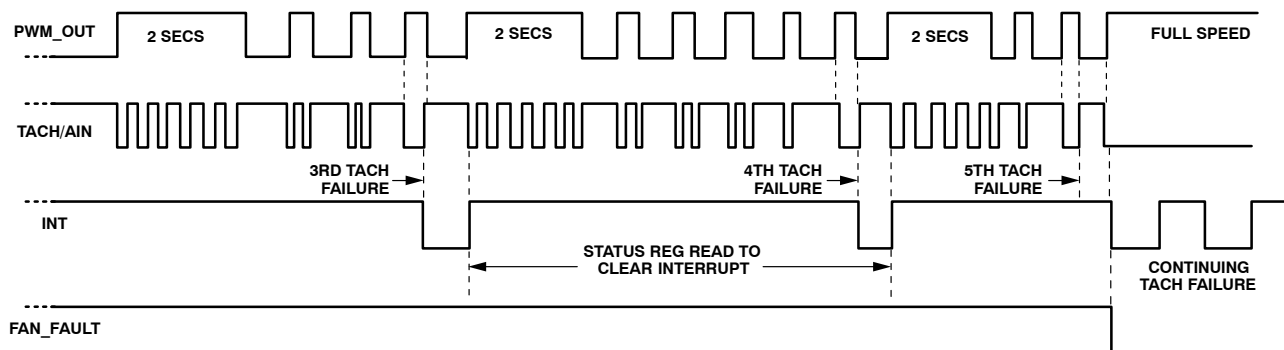 PWM_OUT
2 SECS
2 SECS
2 SECS
FULL SPEED
TACH/AIN
3RD TACH
FAILURE
4TH TACH
FAILURE
5TH TACH
FAILURE
INT
STATUS REG READ TO
CLEAR INTERRUPT
CONTINUING
TACH FAILURE
FAN_FAULT